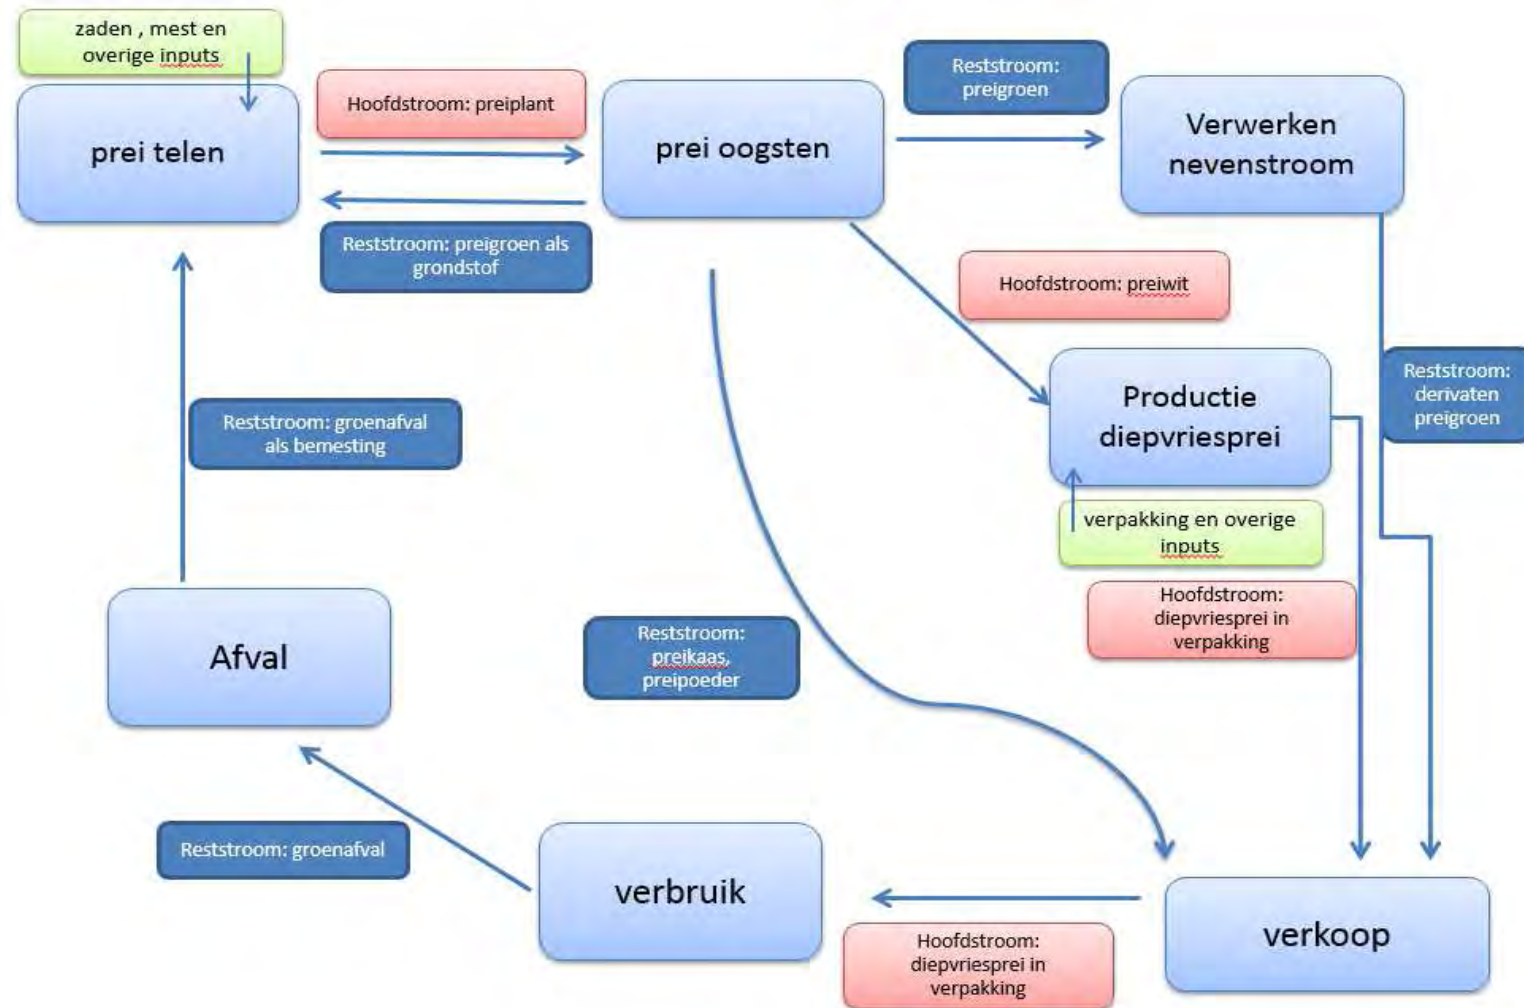 zaden , mest en
overige inputs
prei telen
Hoofdstroom: preiplant
prei oogsten
Reststroom:
preigroen
Verwerken
nevenstroom
Reststroom: preigroen als
grondstof
Hoofdstroom: preiwit
Productie
diepvriesprei
Reststroom:
derivaten
preigroen
Reststroom: groenafval
als bemesting
verpakking en overige
inputs
Hoofdstroom:
diepvriesprei in
verpakking
Afval
Reststroom:
preikaas,
preipoeder
Reststroom: groenafval
verbruik
Hoofdstroom:
diepvriesprei in
verpakking
verkoop